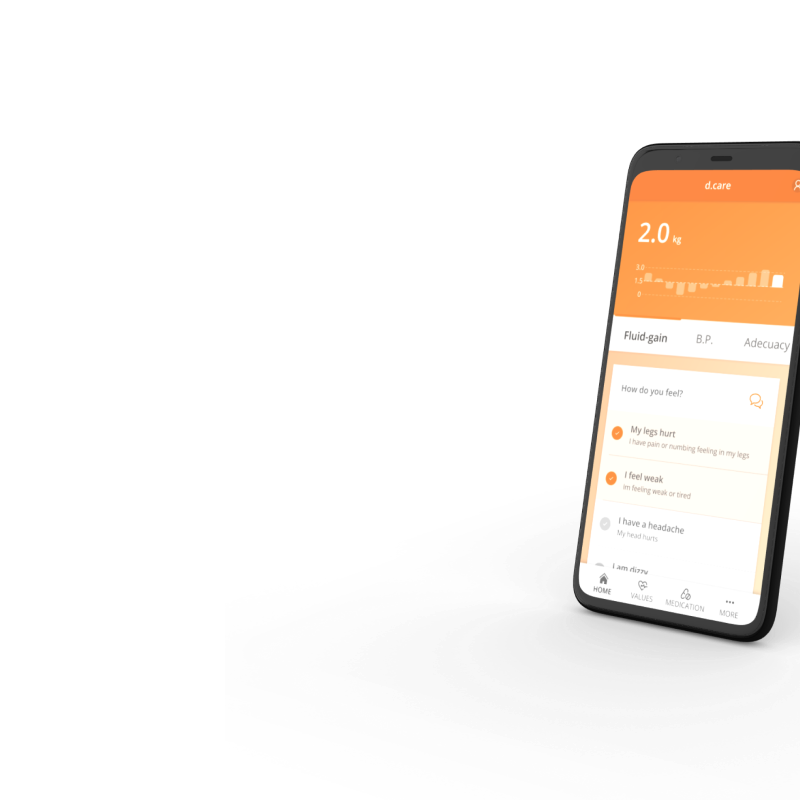 d.care
2.0 kg
3.0
1.5
0
Fluid-gain B.P. Adecuacy
How do you feel?
My legs hurt
I have pain or numbing feeling in my legs
I feel weak
Im feeling weak or tired
I have a headache
My head hurts
I am dizzy
HOME VALUES MEDICATION MORE